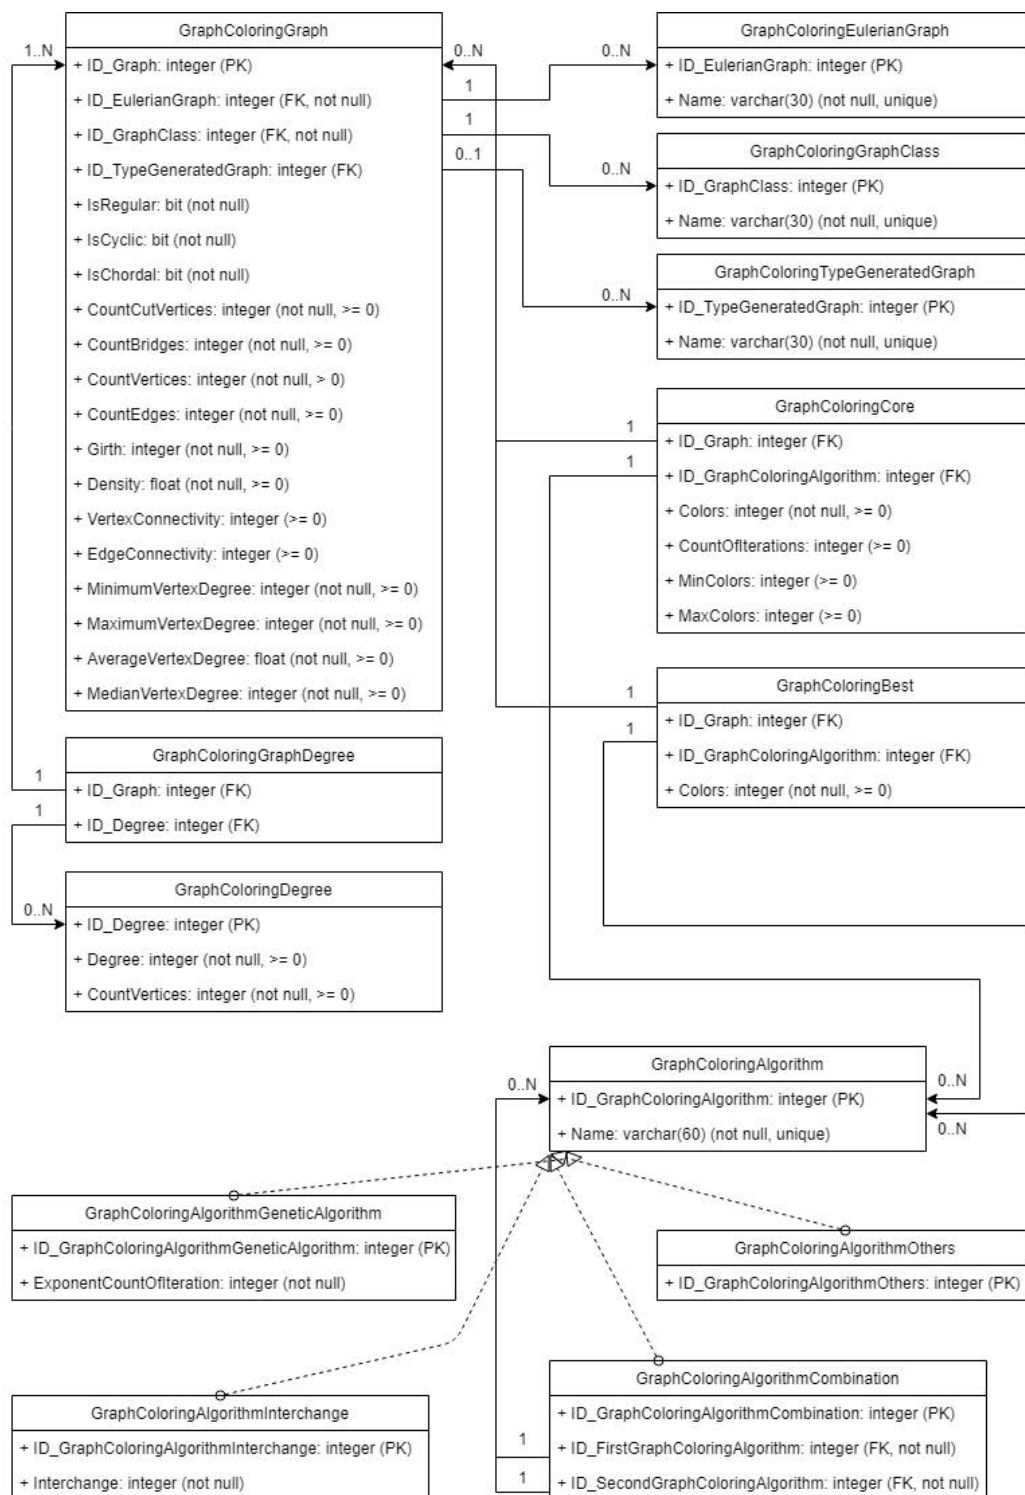 GraphColoringGraph
+ ID_Graph: integer (PK)
+ ID_EulerianGraph: integer (FK, not null)
+ ID_GraphClass: integer (FK, not null)
+ ID_TypeGeneratedGraph: integer (FK)
+ IsRegular: bit (not null)
+ IsCyclic: bit (not null)
+ IsChordal: bit (not null)
+ CountCutVertices: integer (not null, >= 0)
+ CountBridges: integer (not null, >= 0)
+ CountVertices: integer (not null, > 0)
+ CountEdges: integer (not null, >= 0)
+ Girth: integer (not null, >= 0)
+ Density: float (not null, >= 0)
+ VertexConnectivity: integer (>= 0)
+ EdgeConnectivity: integer (>= 0)
+ MinimumVertexDegree: integer (not null, >= 0)
+ MaximumVertexDegree: integer (not null, >= 0)
+ AverageVertexDegree: float (not null, >= 0)
+ MedianVertexDegree: integer (not null, >= 0)
1..N
0..N
1
1
0..1
0..N
0..N
0..N
GraphColoringEulerianGraph
+ ID_EulerianGraph: integer (PK)
+ Name: varchar(30) (not null, unique)
GraphColoringGraphClass
+ ID_GraphClass: integer (PK)
+ Name: varchar(30) (not null, unique)
GraphColoringTypeGeneratedGraph
+ ID_TypeGeneratedGraph: integer (PK)
+ Name: varchar(30) (not null, unique)
GraphColoringCore
1
+ ID_Graph: integer (FK)
1
+ ID_GraphColoringAlgorithm: integer (FK)
+ Colors: integer (not null, >= 0)
+ CountOfIterations: integer (>= 0)
+ MinColors: integer (>= 0)
+ MaxColors: integer (>= 0)
GraphColoringBest
1
+ ID_Graph: integer (FK)
1
+ ID_GraphColoringAlgorithm: integer (FK)
+ Colors: integer (not null, >= 0)
GraphColoringGraphDegree
1
+ ID_Graph: integer (FK)
1
+ ID_Degree: integer (FK)
GraphColoringDegree
0..N
+ ID_Degree: integer (PK)
+ Degree: integer (not null, >= 0)
+ CountVertices: integer (not null, >= 0)
GraphColoringAlgorithm
0..N
+ ID_GraphColoringAlgorithm: integer (PK)
0..N
+ Name: varchar(60) (not null, unique)
0..N
GraphColoringAlgorithmGeneticAlgorithm
+ ID_GraphColoringAlgorithmGeneticAlgorithm: integer (PK)
+ ExponentCountOfIteration: integer (not null)
GraphColoringAlgorithmOthers
+ ID_GraphColoringAlgorithmOthers: integer (PK)
GraphColoringAlgorithmInterchange
+ ID_GraphColoringAlgorithmInterchange: integer (PK)
+ Interchange: integer (not null)
GraphColoringAlgorithmCombination
+ ID_GraphColoringAlgorithmCombination: integer (PK)
1
+ ID_FirstGraphColoringAlgorithm: integer (FK, not null)
1
+ ID_SecondGraphColoringAlgorithm: integer (FK, not null)